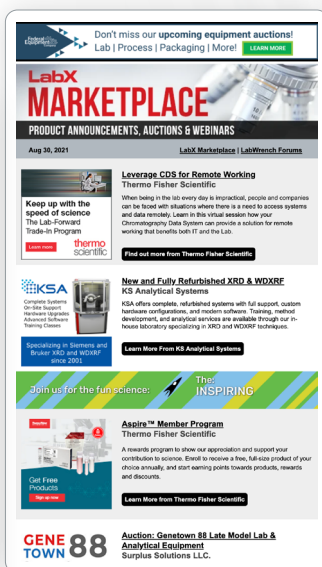 Federal Equipment Company
Don't miss our upcoming equipment auctions!
Lab | Process | Packaging | More! LEARN MORE
LabX
MARKETPLACE
PRODUCT ANNOUNCEMENTS, AUCTIONS & WEBINARS
Aug 30, 2021 LabX Marketplace | LabWrench Forums
Keep up with the
speed of science
The Lab-Forward
Trade-In Program
Learn more
thermo
scientific
Leverage CDS for Remote Working
Thermo Fisher Scientific
When being in the lab every day is impractical, people and companies
can be faced with situations where there is a need to access systems
and data remotely. Learn in this virtual session how your
Chromatography Data System can provide a solution for remote
working that benefits both IT and the Lab.
Find out more from Thermo Fisher Scientific
KSA
Complete Systems
On-Site Support
Hardware Upgrades
Advanced Software
Training Classes
Specializing in Siemens and
Bruker XRD and WDXRF
since 2001
New and Fully Refurbished XRD & WDXRF
KS Analytical Systems
KSA offers complete, refurbished systems with full support, custom
hardware configurations, and modern software. Training, method
development, and analytical services are available through our in-
house laboratory specializing in XRD and WDXRF techniques.
Learn More From KS Analytical Systems
Join us for the fun science: The:
INSPIRING
Get Free
Products
Sign up now
Aspire™ Member Program
Thermo Fisher Scientific
A rewards program to show our appreciation and support your
contribution to science. Enroll to receive a free, full-size product of your
choice annually, and start earning points towards products, rewards
and discounts.
Learn More from Thermo Fisher Scientific
GENE
TOWN 88
Auction: Genetown 88 Late Model Lab &
Analytical Equipment
Surplus Solutions LLC.